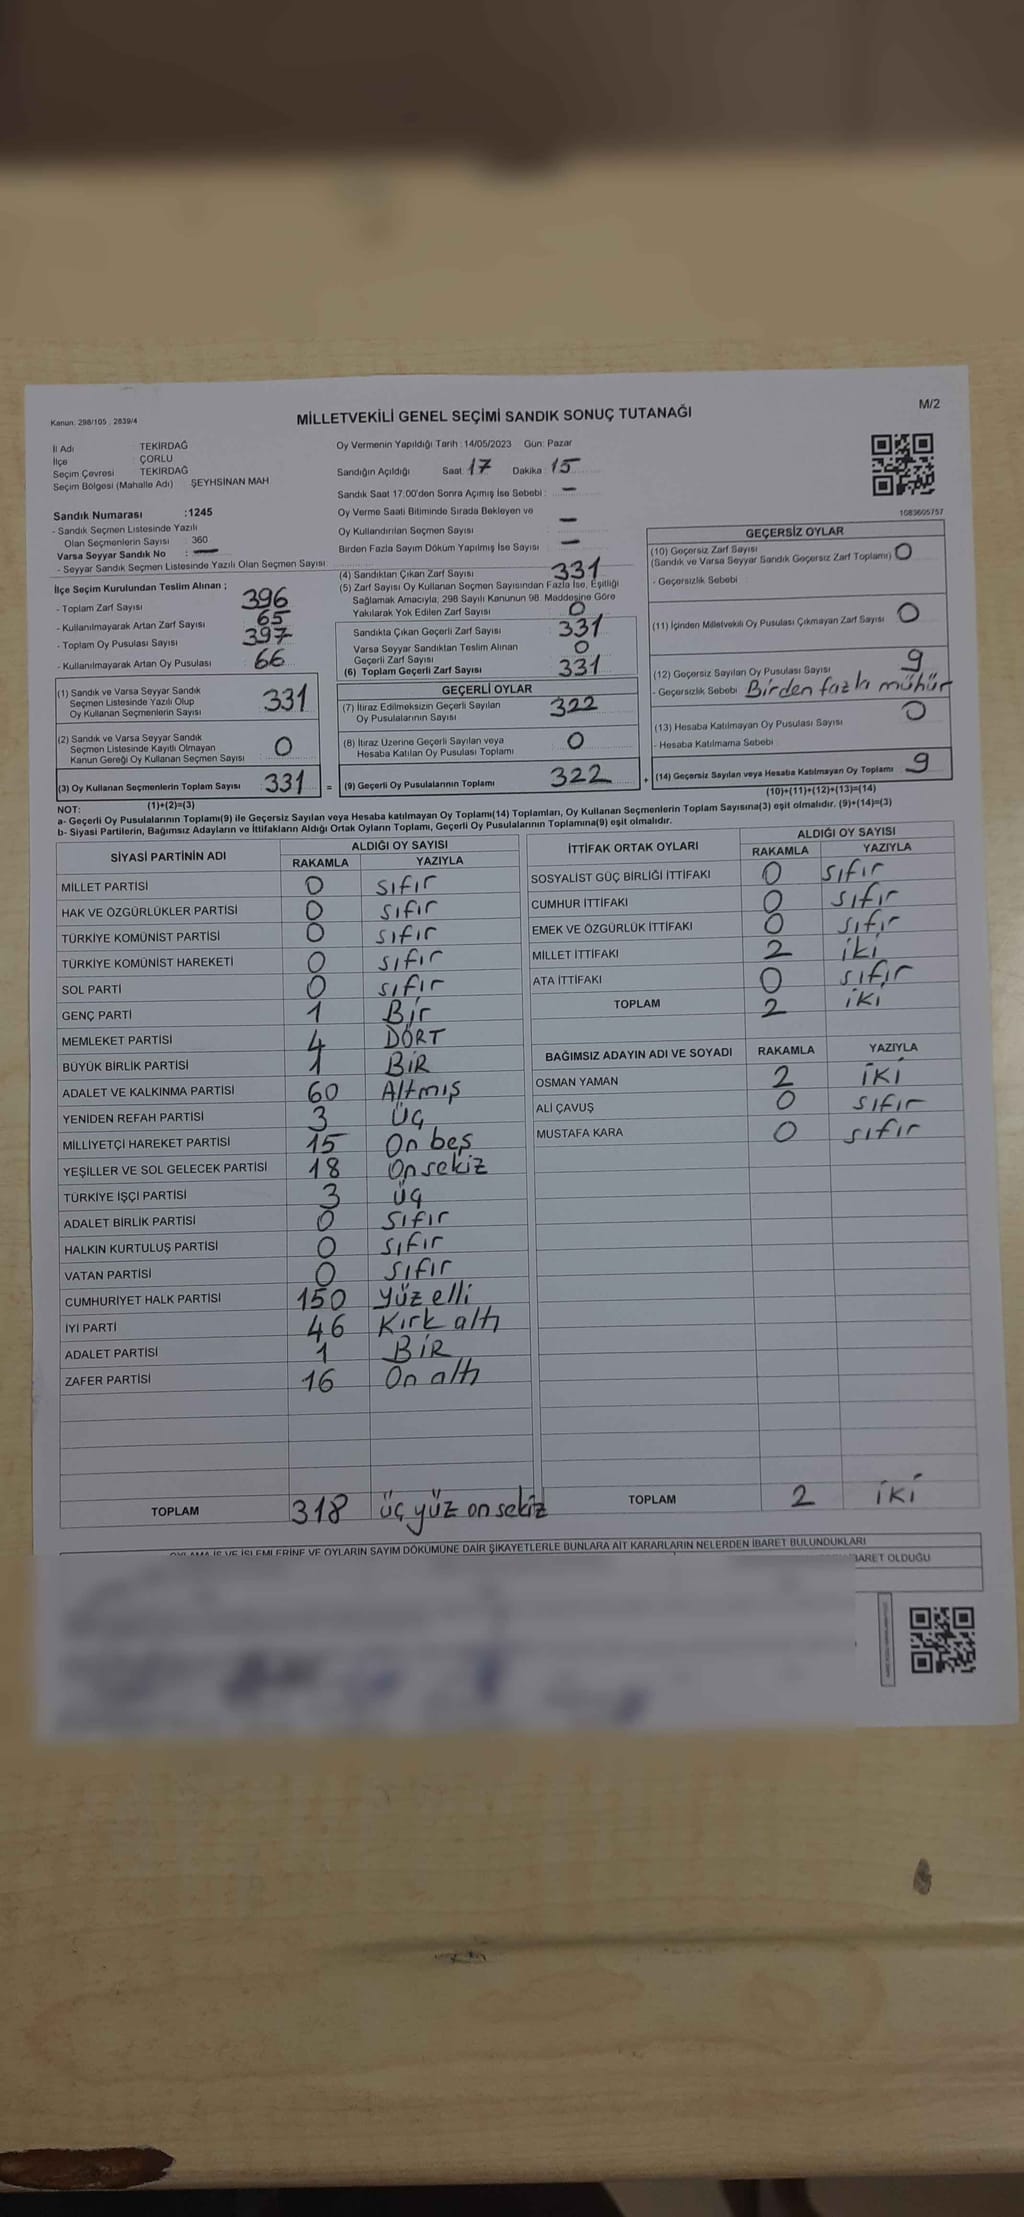 Kanun: 298/105 , 2839/4
MİLLETVEKİLİ GENEL SEÇİMİ SANDIK SONUÇ TUTANAĞI
M/2
İl Adı TEKİRDAĞ
İlçe ÇORLU
Seçim Çevresi TEKİRDAĞ
Seçim Bölgesi (Mahalle Adı) ŞEYHSİNAN MAH
Sandık Numarası :1245
- Sandık Seçmen Listesinde Yazılı
Olan Seçmenlerin Sayısı 360
Varsa Seyyar Sandık No : —
- Seyyar Sandık Seçmen Listesinde Yazılı Olan Seçmen Sayısı
İlçe Seçim Kurulundan Teslim Alınan ;
- Toplam Zarf Sayısı 396
- Kullanılmayarak Artan Zarf Sayısı 65
- Toplam Oy Pusulası Sayısı 397
- Kullanılmayarak Artan Oy Pusulası 66
(1) Sandık ve Varsa Seyyar Sandık
Seçmen Listesinde Yazılı Olup
Oy Kullanan Seçmenlerin Sayısı 331
(2) Sandık ve Varsa Seyyar Sandık
Seçmen Listesinde Kayıtlı Olmayan
Kanun Gereği Oy Kullanan Seçmen Sayısı 0
(3) Oy Kullanan Seçmenlerin Toplam Sayısı 331 =
Oy Vermenin Yapıldığı Tarih :14/05/2023 Gün: Pazar
Sandığın Açıldığı Saat 17 Dakika : 15
Sandık Saat 17:00'den Sonra Açımış İse Sebebi : —
Oy Verme Saati Bitiminde Sırada Bekleyen ve
Oy Kullandırılan Seçmen Sayısı —
Birden Fazla Sayım Döküm Yapılmış İse Sayısı —
(4) Sandıktan Çıkan Zarf Sayısı 331
(5) Zarf Sayısı Oy Kullanan Seçmen Sayısından Fazla İse, Eşitliği
Sağlamak Amacıyla, 298 Sayılı Kanunun 98. Maddesine Göre
Yakılarak Yok Edilen Zarf Sayısı 0
Sandıkta Çıkan Geçerli Zarf Sayısı 331
Varsa Seyyar Sandıktan Teslim Alınan
Geçerli Zarf Sayısı 0
(6) Toplam Geçerli Zarf Sayısı 331
GEÇERLİ OYLAR
(7) İtiraz Edilmeksizin Geçerli Sayılan
Oy Pusulalarının Sayısı 322
(8) İtiraz Üzerine Geçerli Sayılan veya
Hesaba Katılan Oy Pusulası Toplamı 0
(9) Geçerli Oy Pusulalarının Toplamı 322 +
1083605757
GEÇERSİZ OYLAR
(10) Geçersiz Zarf Sayısı
(Sandık ve Varsa Seyyar Sandık Geçersiz Zarf Toplamı) 0
- Geçersizlik Sebebi
(11) İçinden Milletvekili Oy Pusulası Çıkmayan Zarf Sayısı 0
(12) Geçersiz Sayılan Oy Pusulası Sayısı 9
- Geçersizlik Sebebi Birden fazla mühür
(13) Hesaba Katılmayan Oy Pusulası Sayısı 0
- Hesaba Katılmama Sebebi
(14) Geçersiz Sayılan veya Hesaba Katılmayan Oy Toplamı 9
(1)+(2)=(3)
(10)+(11)+(12)+(13)=(14)
NOT:
a- Geçerli Oy Pusulalarının Toplamı(9) ile Geçersiz Sayılan veya Hesaba katılmayan Oy Toplamı(14) Toplamları, Oy Kullanan Seçmenlerin Toplam Sayısına(3) eşit olmalıdır. (9)+(14)=(3)
b- Siyasi Partilerin, Bağımsız Adayların ve İttifakların Aldığı Ortak Oyların Toplamı, Geçerli Oy Pusulalarının Toplamına(9) eşit olmalıdır.
SİYASİ PARTİNİN ADI ALDIĞI OY SAYISI
RAKAMLA YAZIYLA
MİLLET PARTİSİ 0 sıfır
HAK VE ÖZGÜRLÜKLER PARTİSİ 0 sıfır
TÜRKİYE KOMÜNİST PARTİSİ 0 sıfır
TÜRKİYE KOMÜNİST HAREKETİ 0 sıfır
SOL PARTİ 0 sıfır
GENÇ PARTİ 1 Bir
MEMLEKET PARTİSİ 4 DÖRT
BÜYÜK BİRLİK PARTİSİ 1 BİR
ADALET VE KALKINMA PARTİSİ 60 Altmış
YENİDEN REFAH PARTİSİ 3 Üç
MİLLİYETÇİ HAREKET PARTİSİ 15 On beş
YEŞİLLER VE SOL GELECEK PARTİSİ 18 Onsekiz
TÜRKİYE İŞÇİ PARTİSİ 3 üç
ADALET BİRLİK PARTİSİ 0 Sıfır
HALKIN KURTULUŞ PARTİSİ 0 Sıfır
VATAN PARTİSİ 0 Sıfır
CUMHURİYET HALK PARTİSİ 150 Yüz elli
İYİ PARTİ 46 Kırk altı
ADALET PARTİSİ 1 BİR
ZAFER PARTİSİ 16 On altı
TOPLAM 318 üç yüz on sekiz
İTTİFAK ORTAK OYLARI ALDIĞI OY SAYISI
RAKAMLA YAZIYLA
SOSYALİST GÜÇ BİRLİĞİ İTTİFAKI 0 sıfır
CUMHUR İTTİFAKI 0 sıfır
EMEK VE ÖZGÜRLÜK İTTİFAKI 0 sıfır
MİLLET İTTİFAKI 2 iki
ATA İTTİFAKI 0 sıfır
TOPLAM 2 iki
BAĞIMSIZ ADAYIN ADI VE SOYADI RAKAMLA YAZIYLA
OSMAN YAMAN 2 İKİ
ALİ ÇAVUŞ 0 sıfır
MUSTAFA KARA 0 sıfır
TOPLAM 2 İKİ
OYLAMA İŞ VE İŞLEMLERİNE VE OYLARIN SAYIM DÖKÜMÜNE DAİR ŞİKAYETLERLE BUNLARA AİT KARARLARIN NELERDEN İBARET BULUNDUKLARI
İBARET OLDUĞU